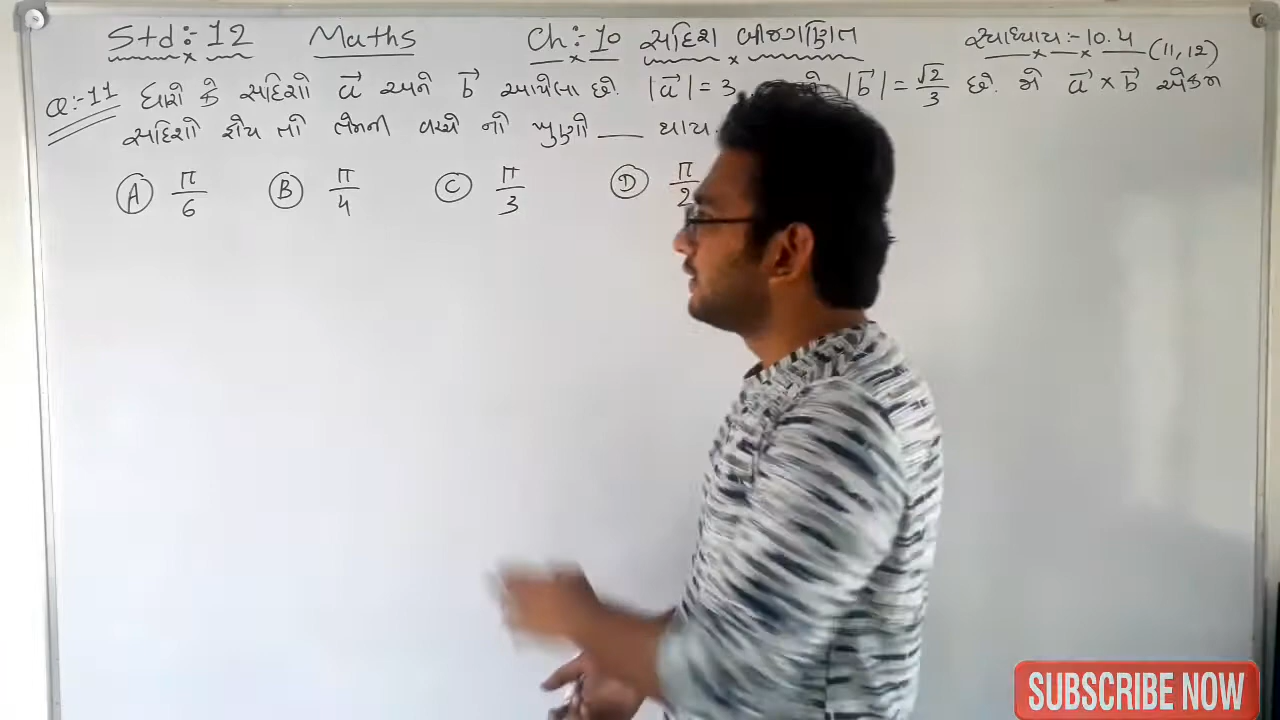 Std:- 12 Maths Ch:- 10 સદિશ બીજગણિત સ્વાધ્યાય:- 10.4 (11,12)
Q:-11 ધારો કે સદિશો a⃗ અને b⃗ આપેલા છે. |a⃗| = 3 |b⃗| = √2/3 છે. જો a⃗ × b⃗ એકમ
સદિશો હોય તો તેમની વચ્ચે નો ખૂણો ___ થાય.
Ⓐ π/6 Ⓑ π/4 Ⓒ π/3 Ⓓ π/2
SUBSCRIBE NOW